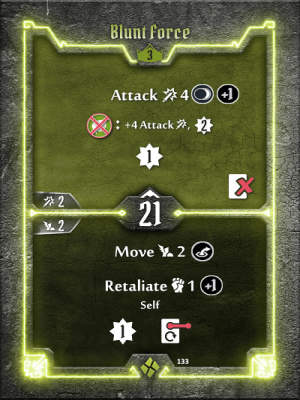 Blunt Force
3
Attack 4 +1
: +4 Attack , 2
1
2
21
2
Move 2
Retaliate 1 +1
Self
1
133